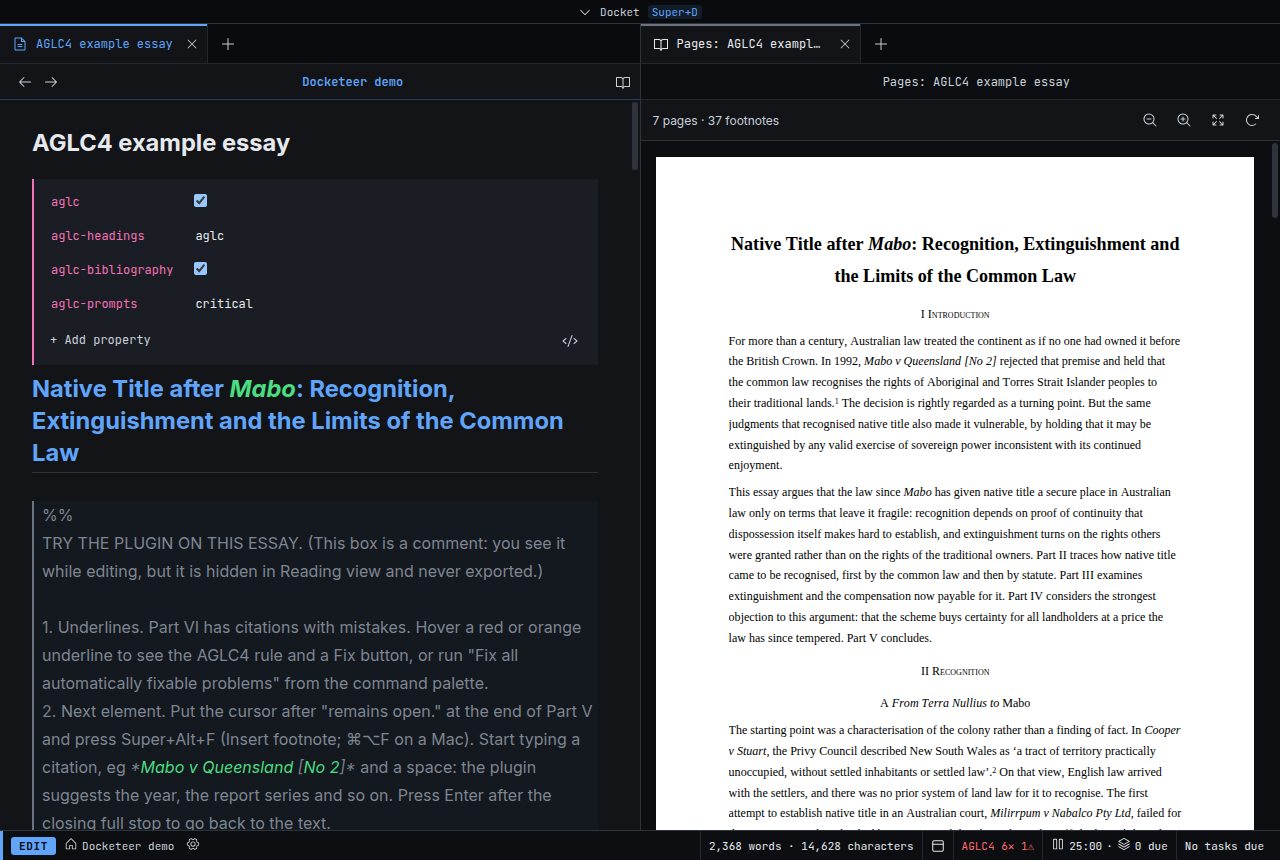 Docket Super+D
AGLC4 example essay
Pages: AGLC4 exampl…
Docketeer demo
Pages: AGLC4 example essay
AGLC4 example essay
aglc
aglc-headings aglc
aglc-bibliography
aglc-prompts critical
+ Add property
Native Title after Mabo: Recognition,
Extinguishment and the Limits of the Common
Law
%%
TRY THE PLUGIN ON THIS ESSAY. (This box is a comment: you see it
while editing, but it is hidden in Reading view and never exported.)
1. Underlines. Part VI has citations with mistakes. Hover a red or orange
underline to see the AGLC4 rule and a Fix button, or run "Fix all
automatically fixable problems" from the command palette.
2. Next element. Put the cursor after "remains open." at the end of Part V
and press Super+Alt+F (Insert footnote; ⌘⌥F on a Mac). Start typing a
citation, eg *Mabo v Queensland [No 2]* and a space: the plugin
suggests the year, the report series and so on. Press Enter after the
closing full stop to go back to the text.
7 pages · 37 footnotes
Native Title after Mabo: Recognition, Extinguishment and
the Limits of the Common Law
I Introduction
For more than a century, Australian law treated the continent as if no one had owned it before
the British Crown. In 1992, Mabo v Queensland [No 2] rejected that premise and held that
the common law recognises the rights of Aboriginal and Torres Strait Islander peoples to
their traditional lands.1 The decision is rightly regarded as a turning point. But the same
judgments that recognised native title also made it vulnerable, by holding that it may be
extinguished by any valid exercise of sovereign power inconsistent with its continued
enjoyment.
This essay argues that the law since Mabo has given native title a secure place in Australian
law only on terms that leave it fragile: recognition depends on proof of continuity that
dispossession itself makes hard to establish, and extinguishment turns on the rights others
were granted rather than on the rights of the traditional owners. Part II traces how native title
came to be recognised, first by the common law and then by statute. Part III examines
extinguishment and the compensation now payable for it. Part IV considers the strongest
objection to this argument: that the scheme buys certainty for all landholders at a price the
law has since tempered. Part V concludes.
II Recognition
A From Terra Nullius to Mabo
The starting point was a characterisation of the colony rather than a finding of fact. In Cooper
v Stuart, the Privy Council described New South Wales as ‘a tract of territory practically
unoccupied, without settled inhabitants or settled law’.2 On that view, English law arrived
with the settlers, and there was no prior system of land law for it to recognise. The first
attempt to establish native title in an Australian court, Milirrpum v Nabalco Pty Ltd, failed for
EDIT Docketeer demo
2,368 words · 14,628 characters
AGLC4 6× 1⚠
25:00 · 0 due
No tasks due